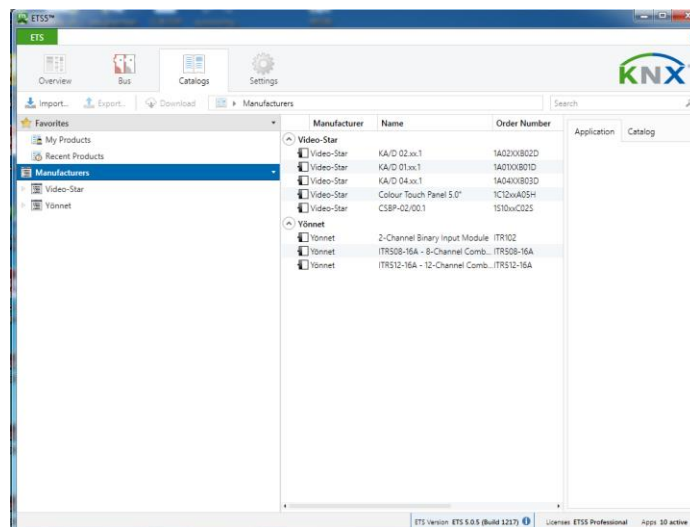 ETS5™
ETS
Overview
Bus
Catalogs
Settings
KNX
Import...
Export...
Download
Manufacturers
Search
Favorites
My Products
Recent Products
Manufacturers
Video-Star
Yönnet
Manufacturer Name Order Number
Video-Star
Video-Star KA/D 02.xx.1 1A02XXB02D
Video-Star KA/D 01.xx.1 1A01XXB01D
Video-Star KA/D 04.xx.1 1A04XXB03D
Video-Star Colour Touch Panel 5.0" 1C12xxA05H
Video-Star CSBP-02/00.1 1S10xxC02S
Yönnet
Yönnet 2-Channel Binary Input Module ITR102
Yönnet ITR508-16A - 8-Channel Comb... ITR508-16A
Yönnet ITR512-16A - 12-Channel Comb... ITR512-16A
Application Catalog
ETS Version ETS 5.0.5 (Build 1217)
Licenses ETS5 Professional
Apps 10 active